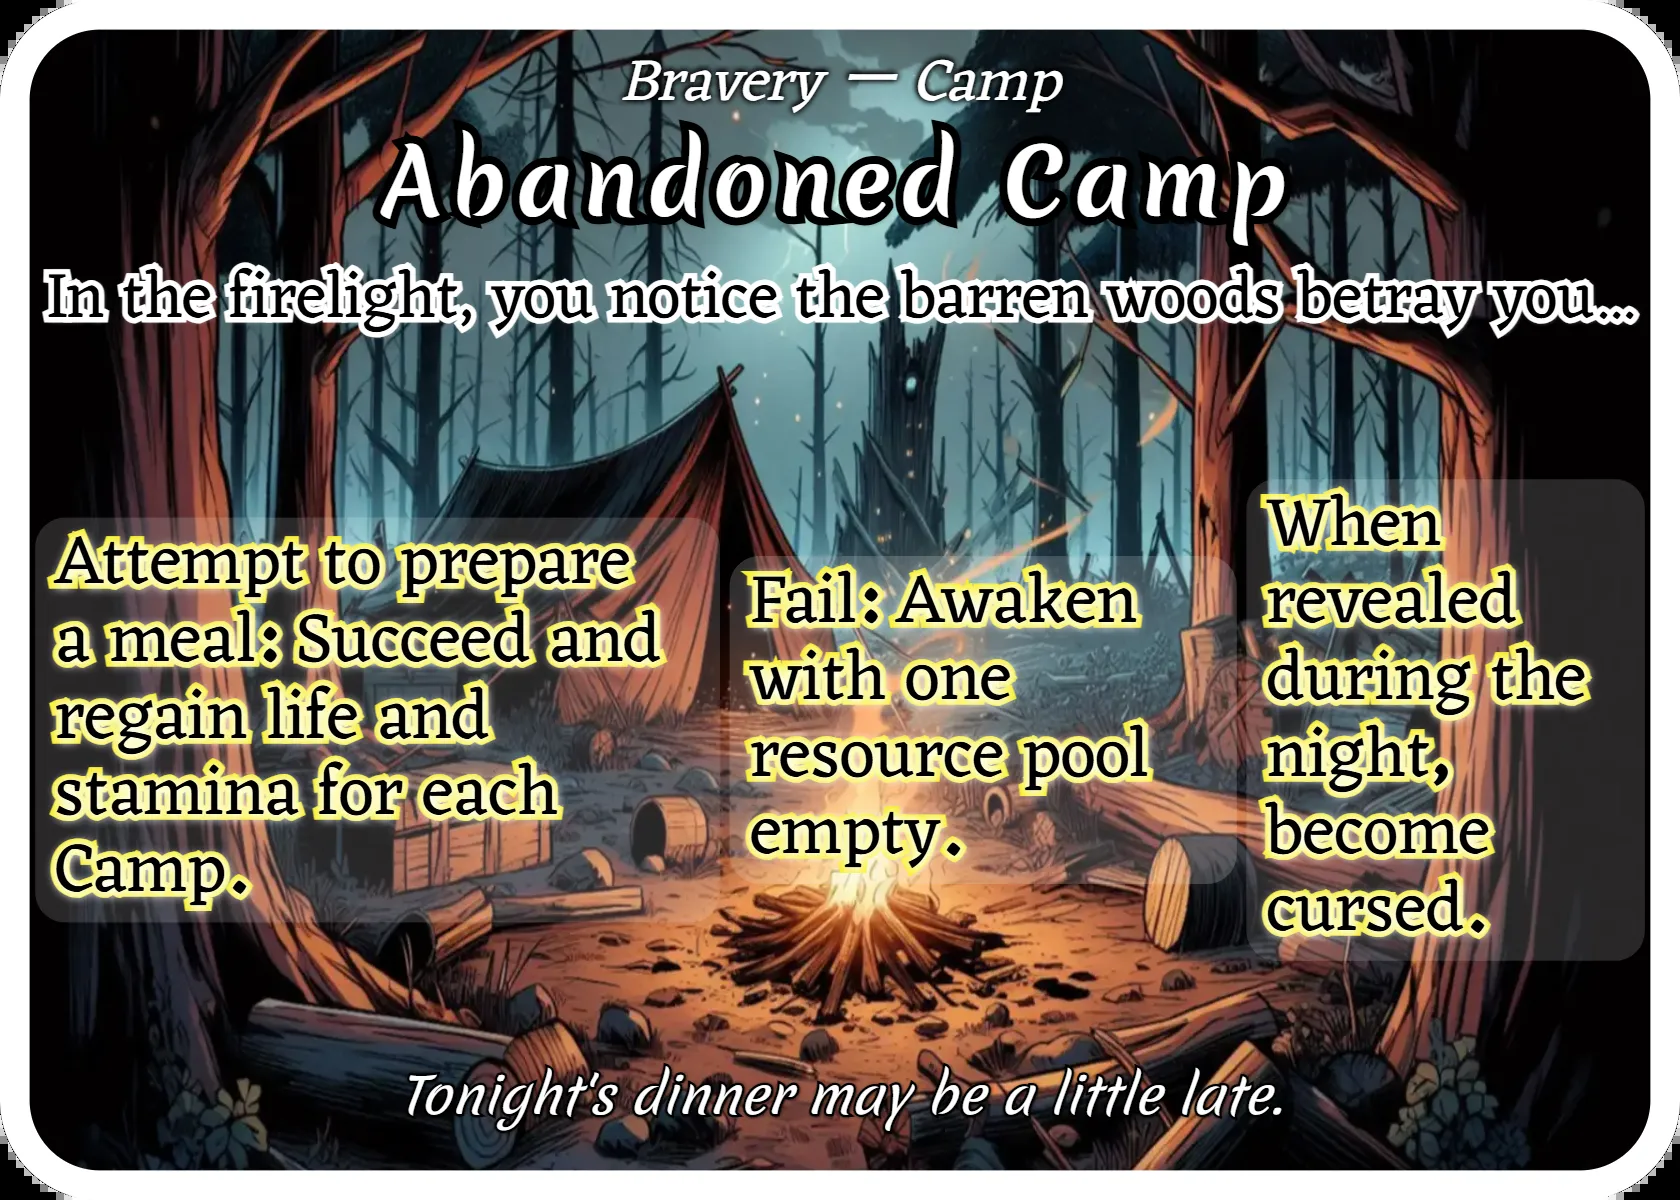 Bravery — Camp
Abandoned Camp
In the firelight, you notice the barren woods betray you...
Attempt to prepare
a meal: Succeed and
regain life and
stamina for each
Camp.
Fail: Awaken
with one
resource pool
empty.
When
revealed
during the
night,
become
cursed.
Tonight's dinner may be a little late.